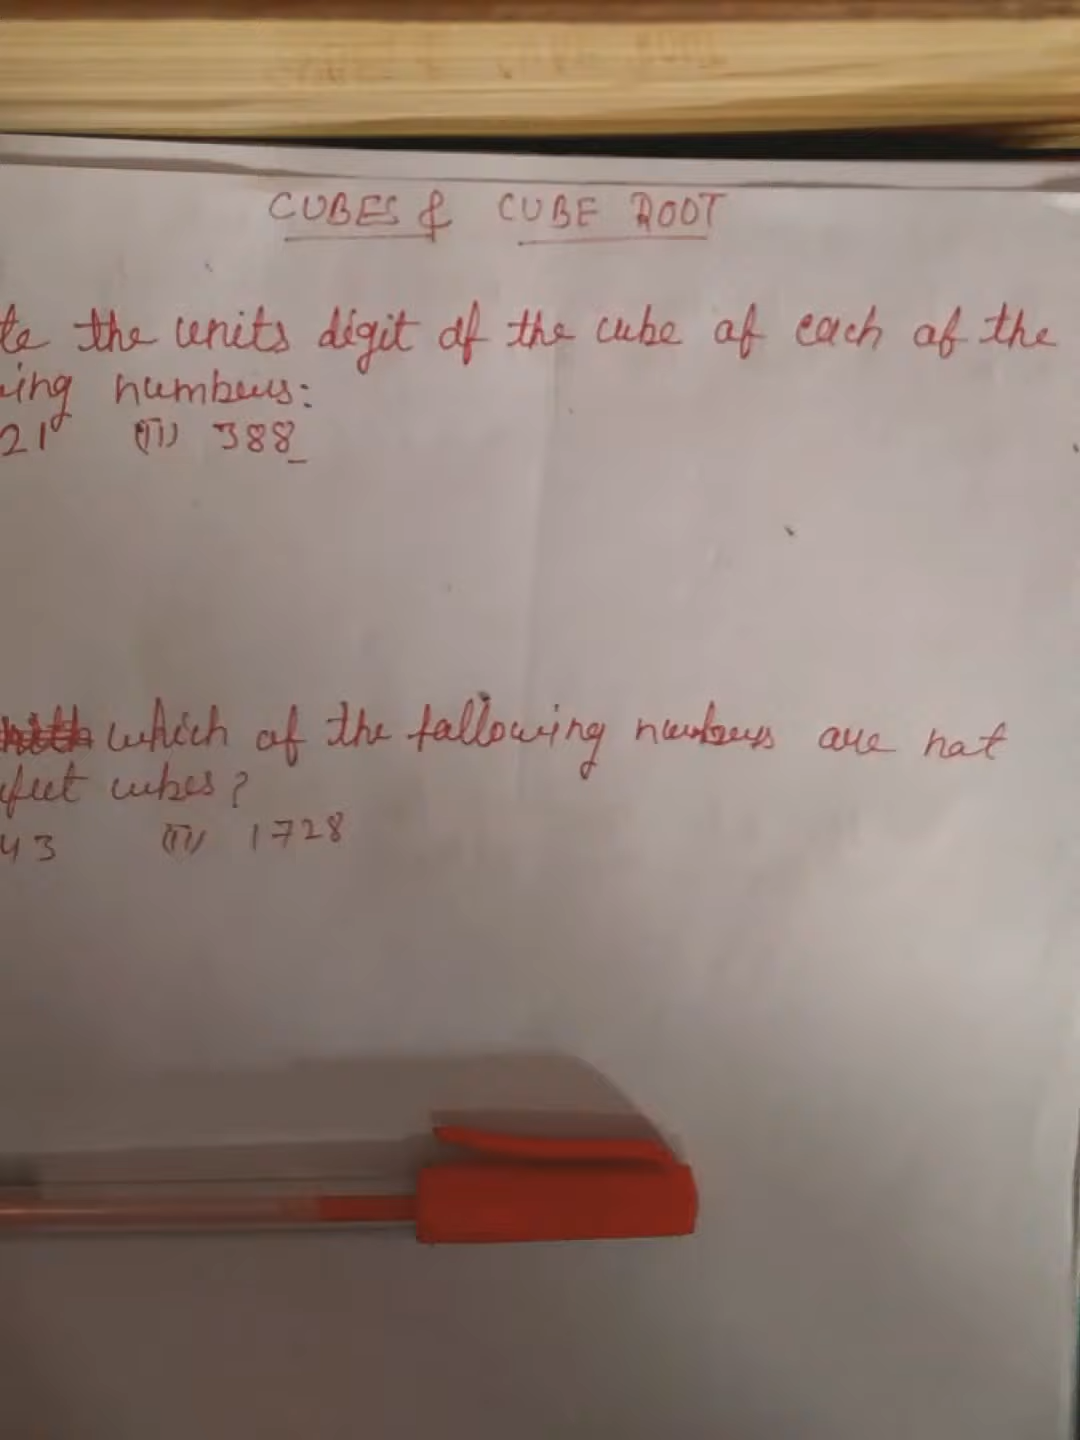 CUBES & CUBE ROOT
te the units digit of the cube of each of the
ing numbers:
21 (ii) 388
which of the following numbers are not
fect cubes?
43 (ii) 1728